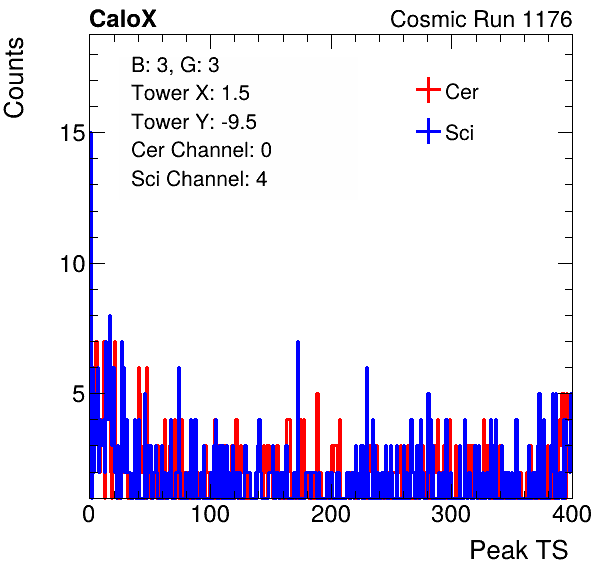 CaloX
Cosmic Run 1176
Counts
B: 3, G: 3
Tower X: 1.5
Tower Y: -9.5
Cer Channel: 0
Sci Channel: 4
Cer
Sci
15
10
5
0
100
200
300
400
Peak TS